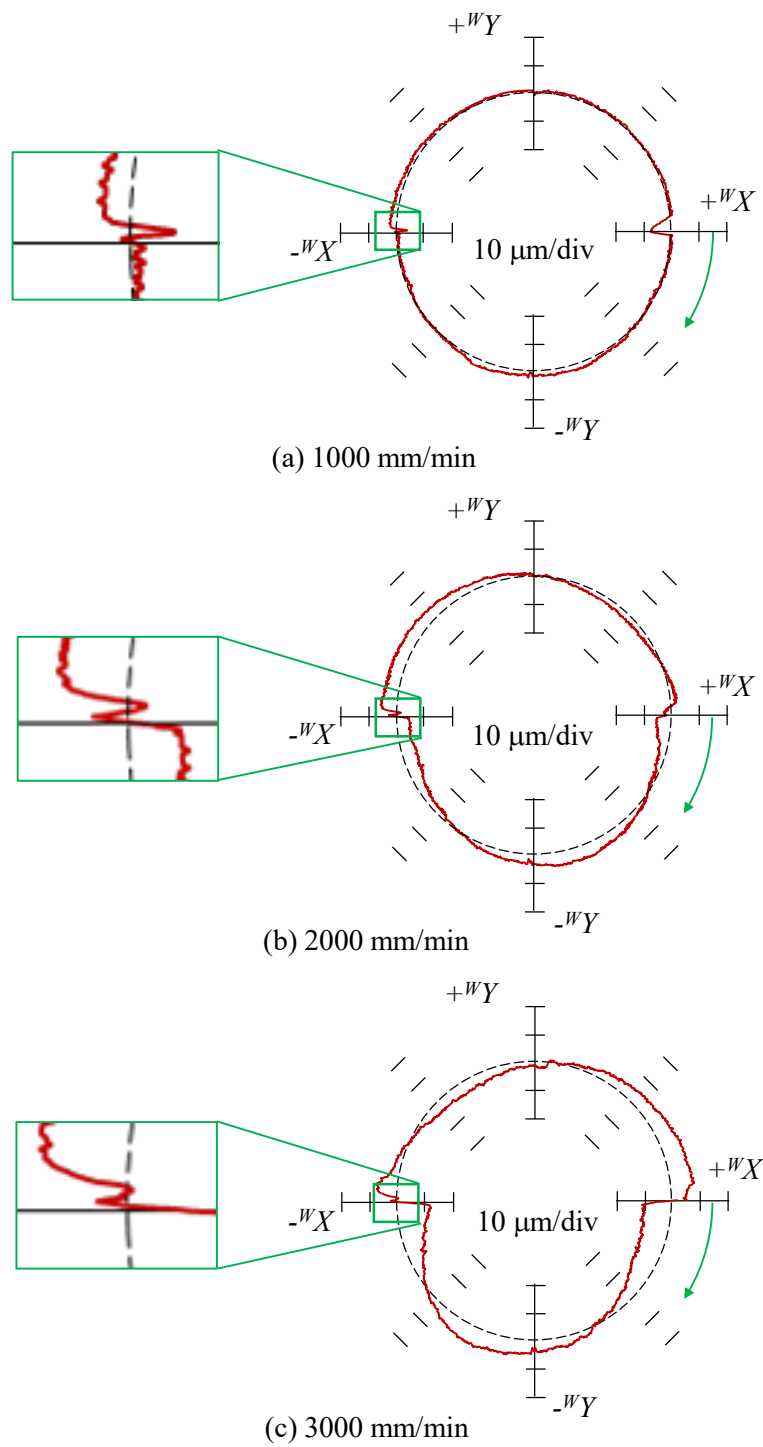 +ᵂY
+ᵂX
-ᵂX
10 μm/div
-ᵂY
(a) 1000 mm/min
+ᵂY
+ᵂX
-ᵂX
10 μm/div
-ᵂY
(b) 2000 mm/min
+ᵂY
+ᵂX
-ᵂX
10 μm/div
-ᵂY
(c) 3000 mm/min